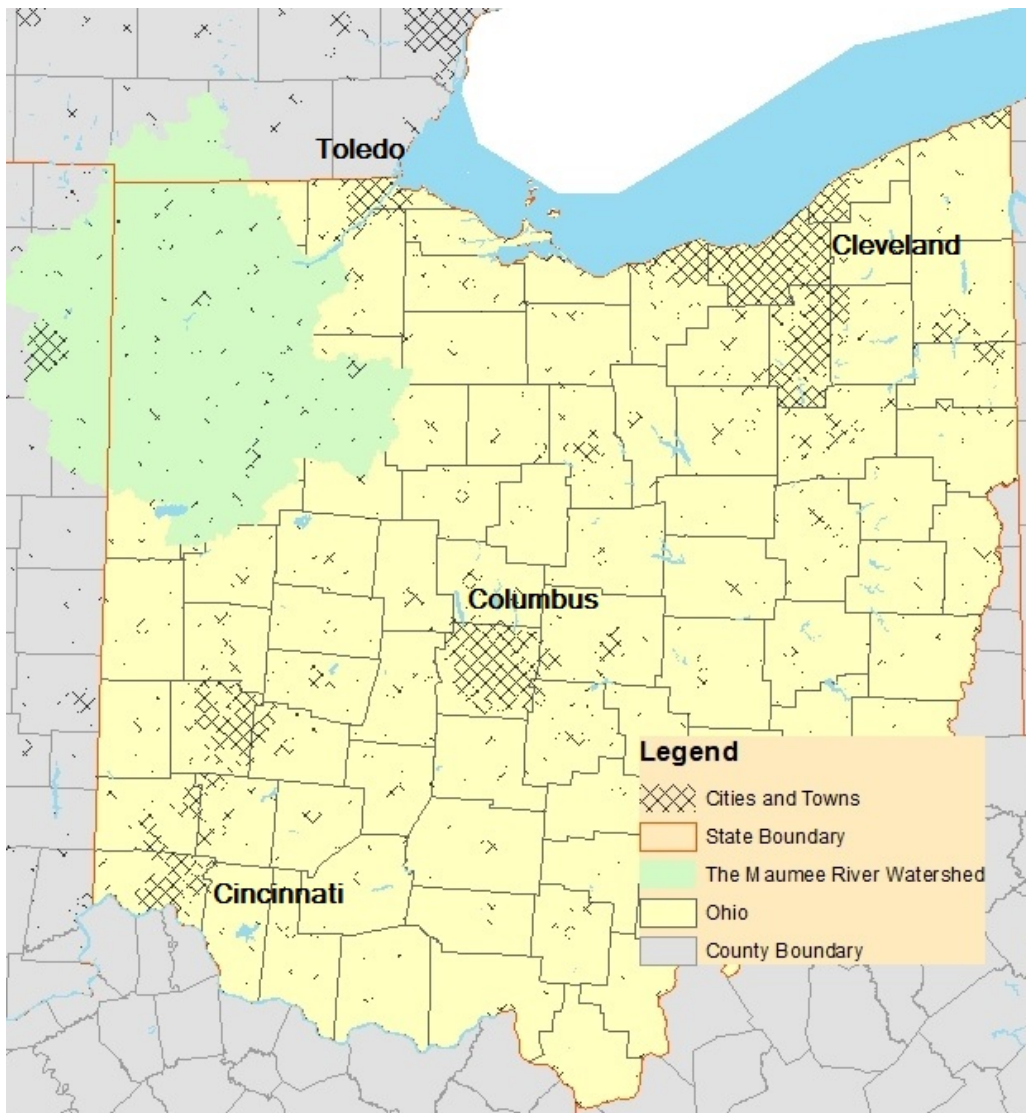 Toledo
Cleveland
Columbus
Cincinnati
Legend
Cities and Towns
State Boundary
The Maumee River Watershed
Ohio
County Boundary